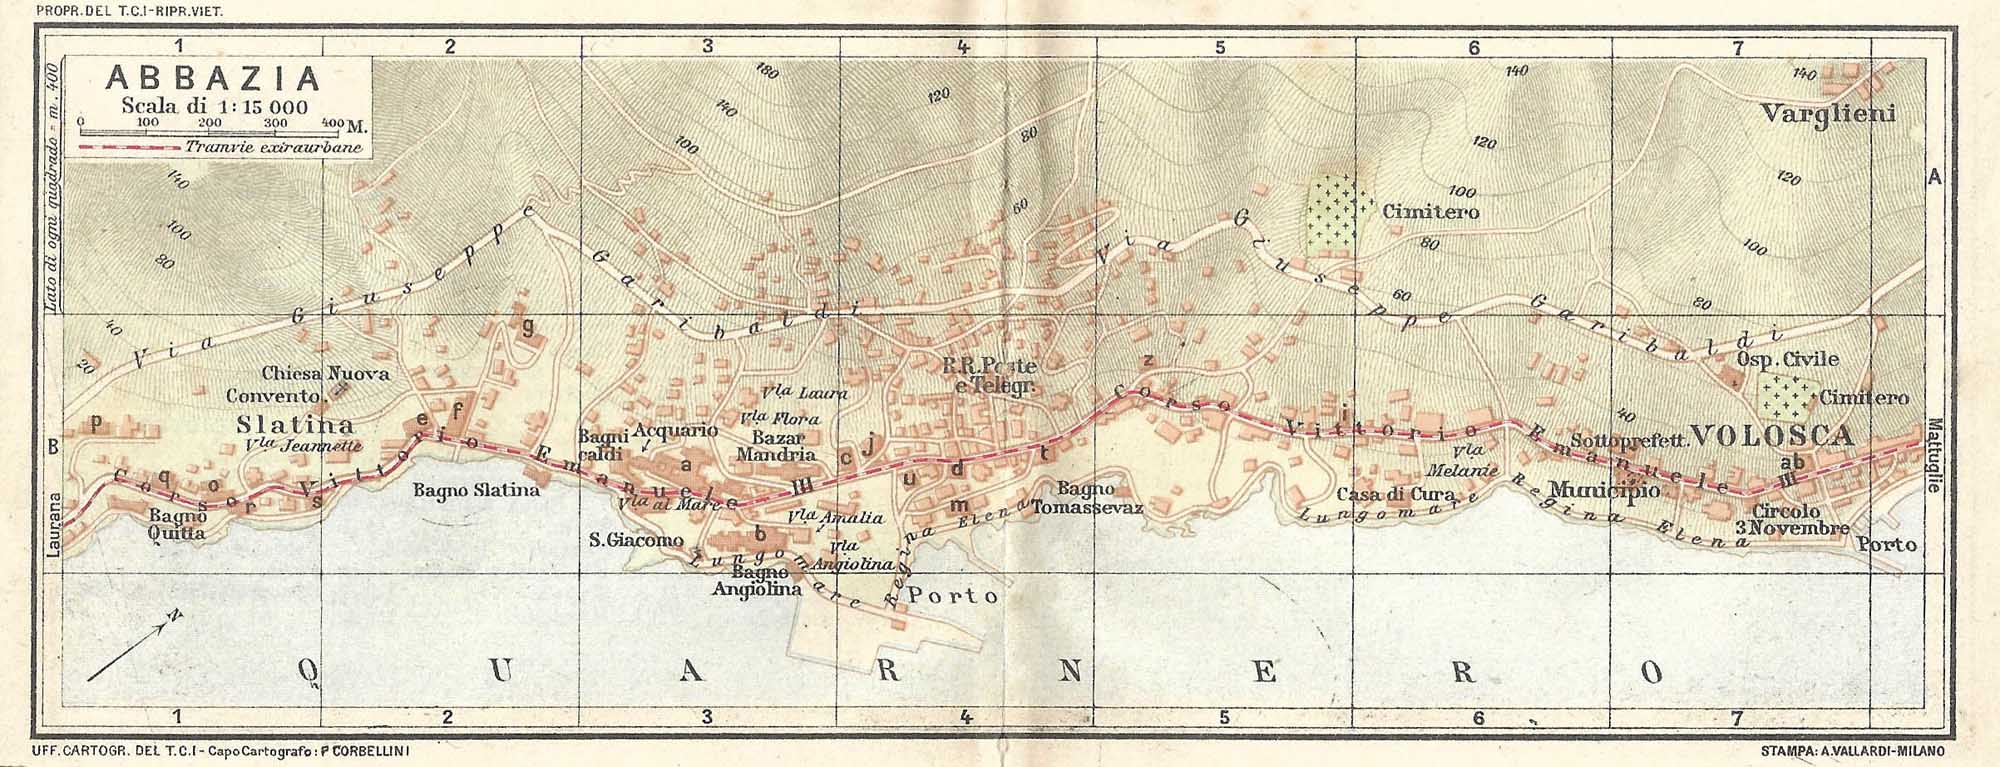 PROPR. DEL T.C.I - RIPR. VIET.
1 2 3 4 5 6 7
ABBAZIA
Scala di 1:15 000
0 100 200 300 400 M.
Tramvie extraurbane
Lato di ogni quadrado = m. 400
A
B
Laurana
Mattuglie
180
140
120
100
80
60
140
120
100
80
60
40
140
120
100
80
140
100
80
40
20
Varglieni
Cimitero
Via Giuseppe Garibaldi
Via Giuseppe Garibaldi
g
z
R.R. Poste
e Telegr.
Osp. Civile
Cimitero
Chiesa Nuova
Convento
Slatina
Vla Jeannette
p
e
f
Vla Laura
Vla Flora
Bazar
Mandria
Acquario
Bagni
caldi
a
c
j
i
Sottoprefett.
VOLOSCA
Vla
Melanie
Corso Vittorio Emanuele III
Corso Vittorio Emanuele III
q
o
r
s
d
t
u
m
ab
Bagno
Quitta
Bagno Slatina
Vla al Mare
Vla Amalia
Vla
Angiolina
b
S. Giacomo
Bagno
Angiolina
Bagno
Tomassevaz
Casa di Cura
Municipio
Circolo
3 Novembre
Porto
Lungomare Regina Elena
Lungomare Regina Elena
Porto
N
QUARNERO
1 2 3 4 5 6 7
UFF. CARTOGR. DEL T.C.I - Capo Cartografo: P CORBELLINI
STAMPA: A. VALLARDI - MILANO